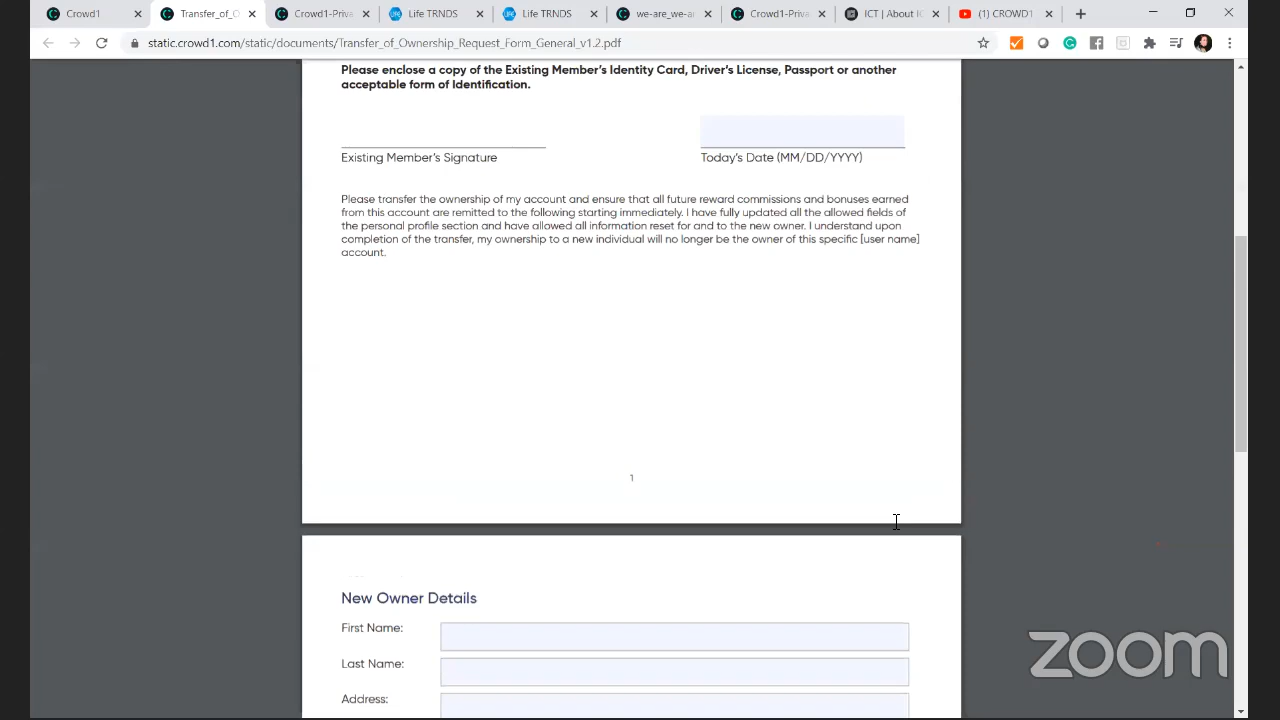 Crowd1
Transfer_of_O
Crowd1-Priva
Life TRNDS
Life TRNDS
we-are_we-s
Crowd1-Priva
ICT | About IC
(1) CROWD1
static.crowd1.com/static/documents/Transfer_of_Ownership_Request_Form_General_v1.2.pdf
Please enclose a copy of the Existing Member's Identity Card, Driver's License, Passport or another
acceptable form of Identification.
Existing Member's Signature
Today's Date (MM/DD/YYYY)
Please transfer the ownership of my account and ensure that all future reward commissions and bonuses earned
from this account are remitted to the following starting immediately. I have fully updated all the allowed fields of
the personal profile section and have allowed all information reset for and to the new owner. I understand upon
completion of the transfer, my ownership to a new individual will no longer be the owner of this specific [user name]
account.
1
New Owner Details
First Name:
Last Name:
Address:
zoom